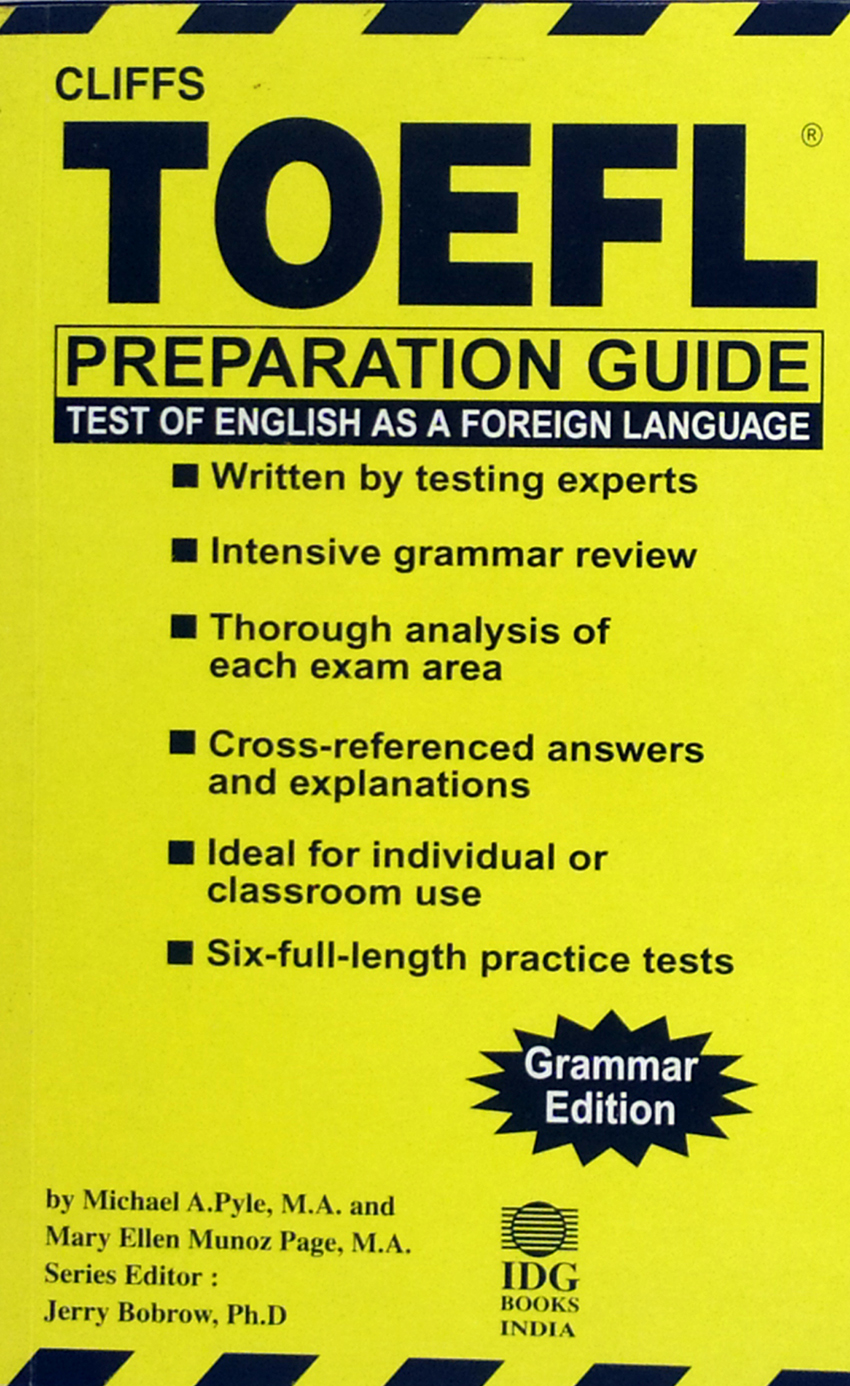 CLIFFS
TOEFL®
PREPARATION GUIDE
TEST OF ENGLISH AS A FOREIGN LANGUAGE
■ Written by testing experts
■ Intensive grammar review
■ Thorough analysis of
each exam area
■ Cross-referenced answers
and explanations
■ Ideal for individual or
classroom use
■ Six-full-length practice tests
Grammar
Edition
by Michael A.Pyle, M.A. and
Mary Ellen Munoz Page, M.A.
Series Editor :
Jerry Bobrow, Ph.D
IDG
BOOKS
INDIA